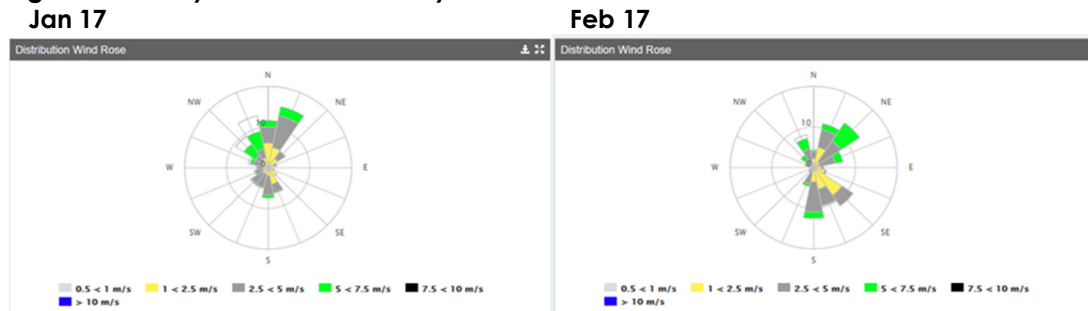 Jan 17
Feb 17
Distribution Wind Rose
N
NW
NE
10
0
W
E
SW
SE
S
0.5 < 1 m/s
1 < 2.5 m/s
2.5 < 5 m/s
5 < 7.5 m/s
7.5 < 10 m/s
> 10 m/s
Distribution Wind Rose
N
NW
NE
10
0
W
E
SW
SE
S
0.5 < 1 m/s
1 < 2.5 m/s
2.5 < 5 m/s
5 < 7.5 m/s
7.5 < 10 m/s
> 10 m/s